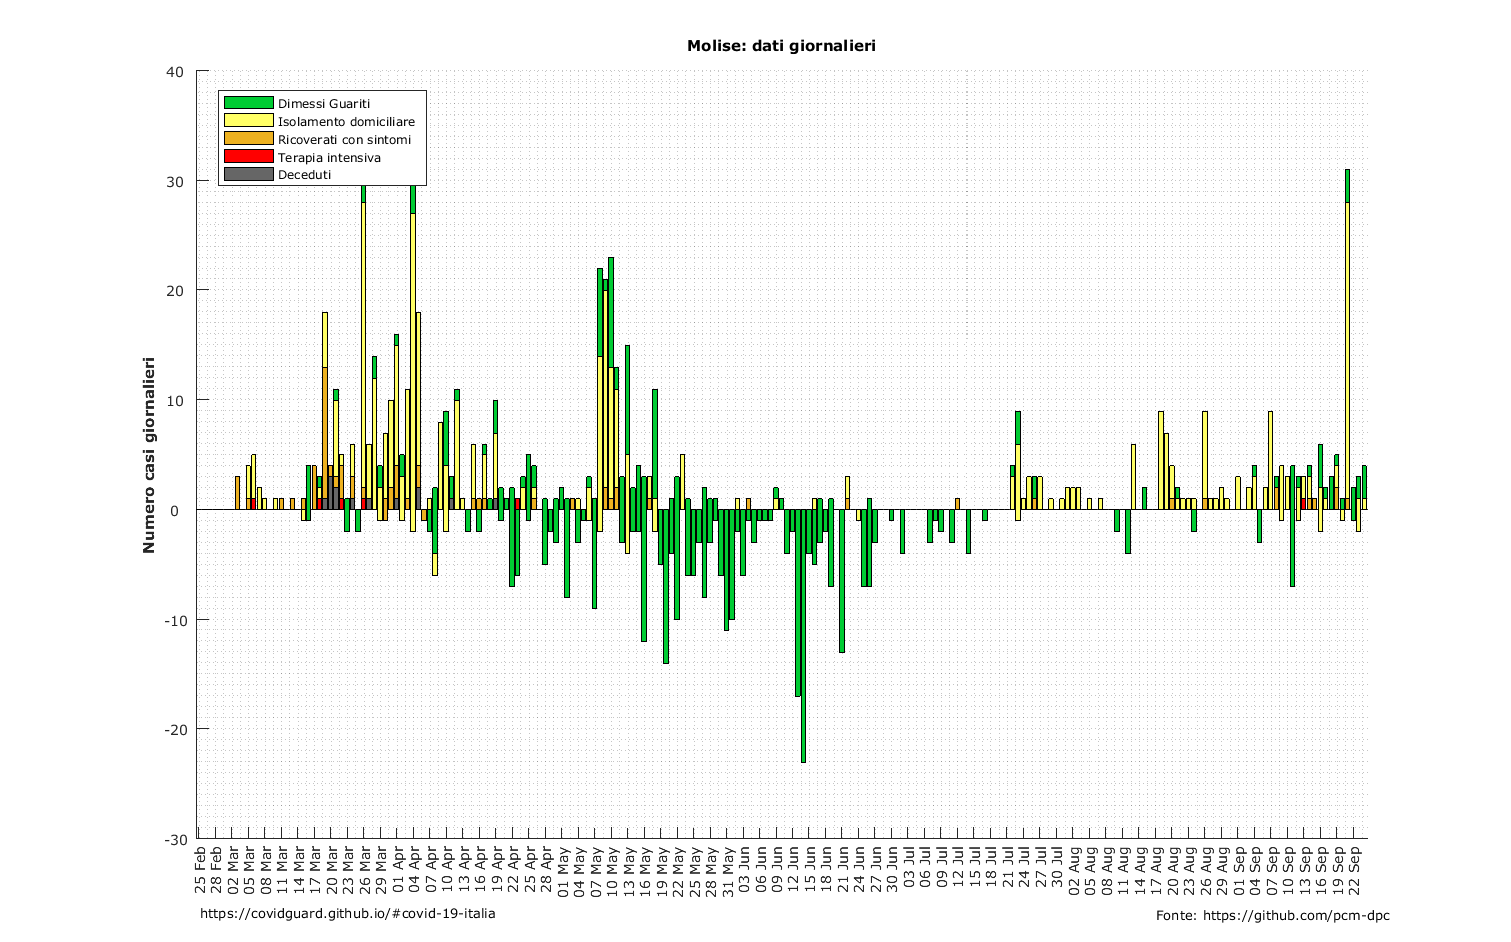 Molise: dati giornalieri
40
30
20
10
0
-10
-20
-30
Numero casi giornalieri
Dimessi Guariti
Isolamento domiciliare
Ricoverati con sintomi
Terapia intensiva
Deceduti
25 Feb
28 Feb
02 Mar
05 Mar
08 Mar
11 Mar
14 Mar
17 Mar
20 Mar
23 Mar
26 Mar
29 Mar
01 Apr
04 Apr
07 Apr
10 Apr
13 Apr
16 Apr
19 Apr
22 Apr
25 Apr
28 Apr
01 May
04 May
07 May
10 May
13 May
16 May
19 May
22 May
25 May
28 May
31 May
03 Jun
06 Jun
09 Jun
12 Jun
15 Jun
18 Jun
21 Jun
24 Jun
27 Jun
30 Jun
03 Jul
06 Jul
09 Jul
12 Jul
15 Jul
18 Jul
21 Jul
24 Jul
27 Jul
30 Jul
02 Aug
05 Aug
08 Aug
11 Aug
14 Aug
17 Aug
20 Aug
23 Aug
26 Aug
29 Aug
01 Sep
04 Sep
07 Sep
10 Sep
13 Sep
16 Sep
19 Sep
22 Sep
https://covidguard.github.io/#covid-19-italia
Fonte: https://github.com/pcm-dpc